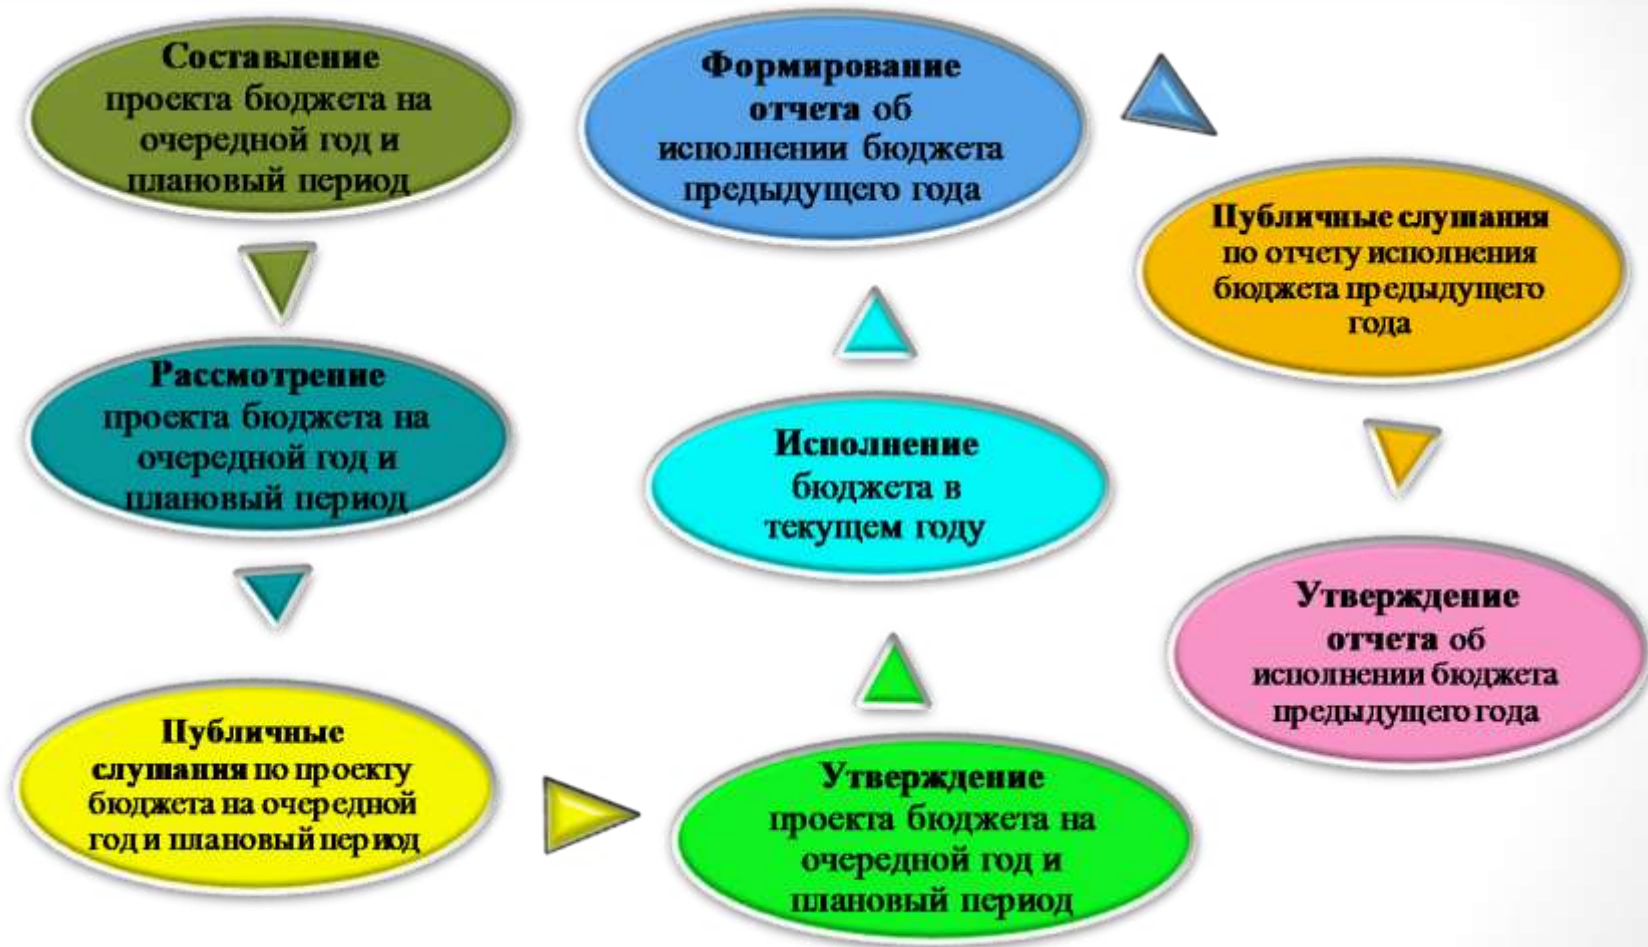 Составление
проекта бюджета на
очередной год и
плановый период
Рассмотрение
проекта бюджета на
очередной год и
плановый период
Публичные
слушания по проекту
бюджета на очередной
год и плановый период
Утверждение
проекта бюджета на
очередной год и
плановый период
Исполнение
бюджета в
текущем году
Формирование
отчета об
исполнении бюджета
предыдущего года
Публичные слушания
по отчету исполнения
бюджета предыдущего
года
Утверждение
отчета об
исполнении бюджета
предыдущего года